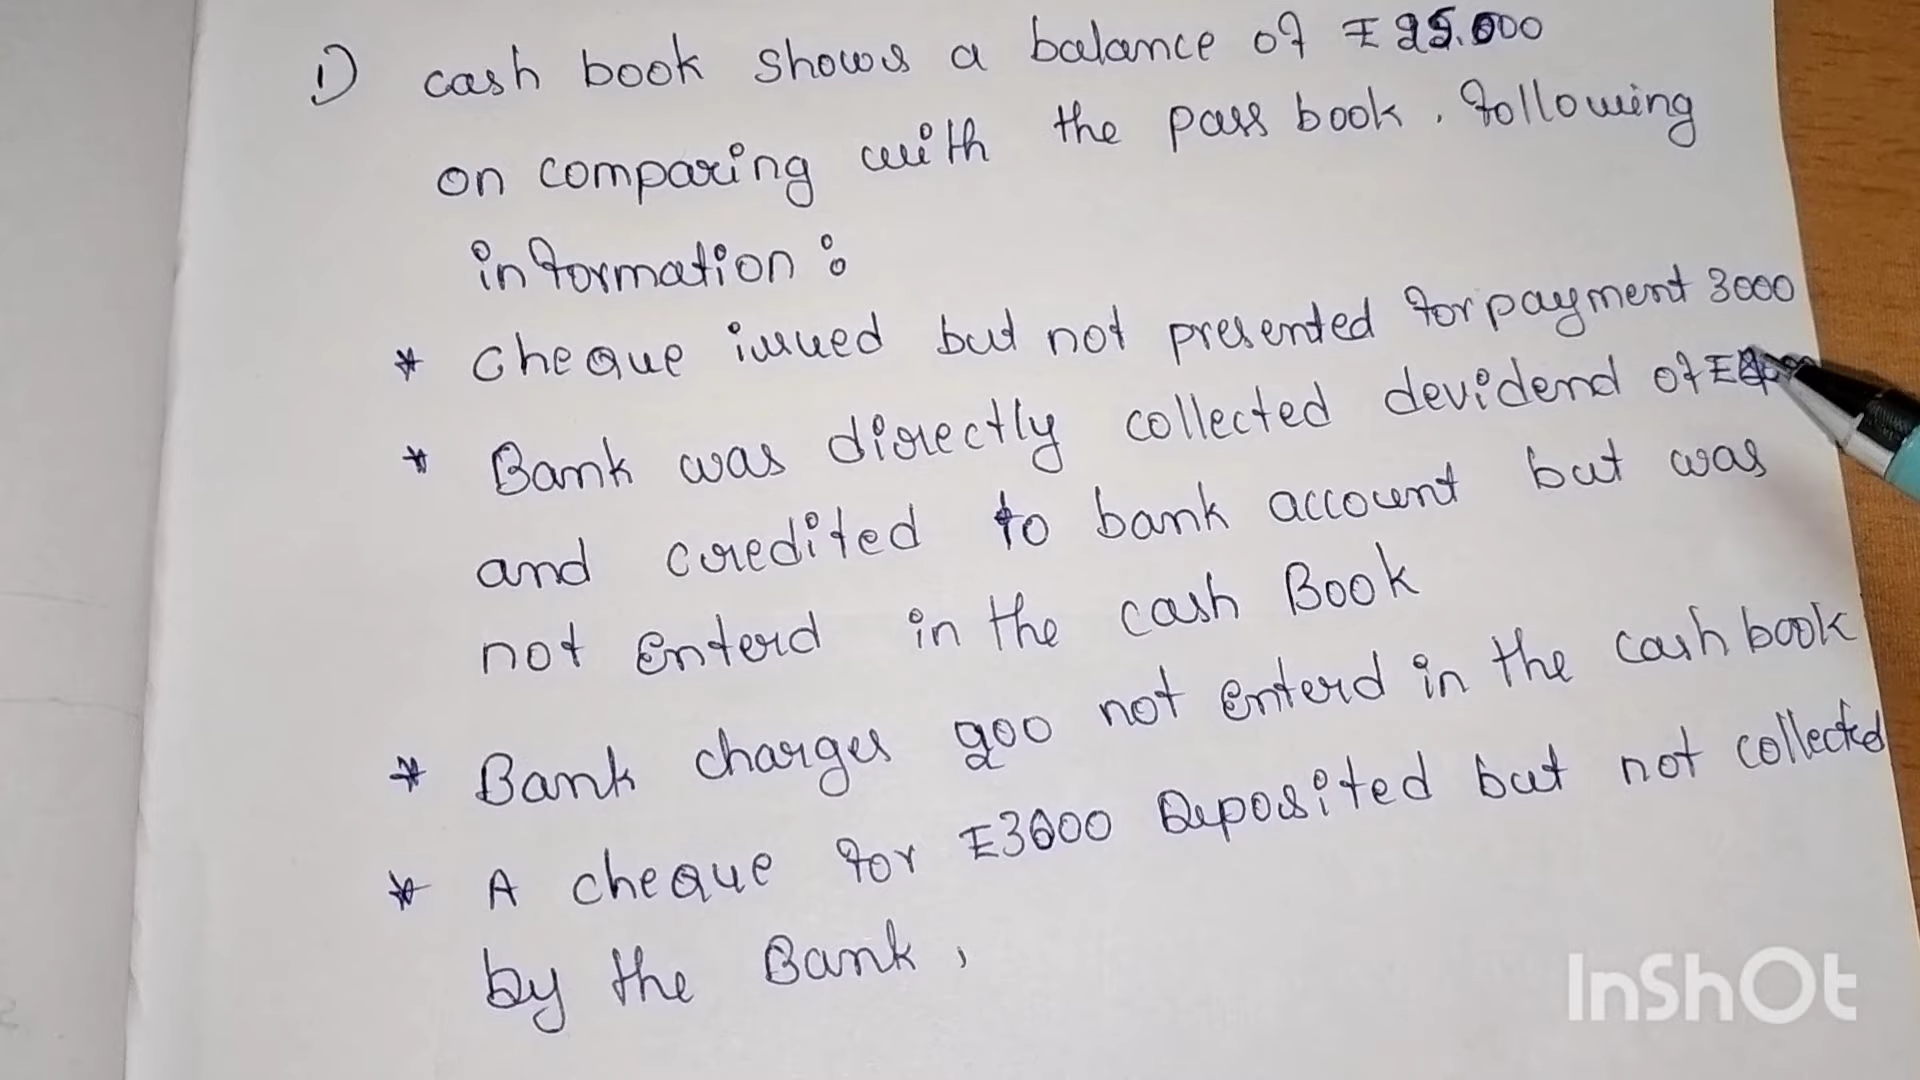 1) cash book shows a balance of ₹ 25.000
on comparing with the pass book. following
information :
* cheque issued but not presented for payment 3000
* Bank was directly collected devidend of
and credited to bank account but was
not enterd in the cash Book
* Bank charges 200 not enterd in the cash book
* A cheque for ₹3000 Deposited but not collected
by the Bank,
InShOt